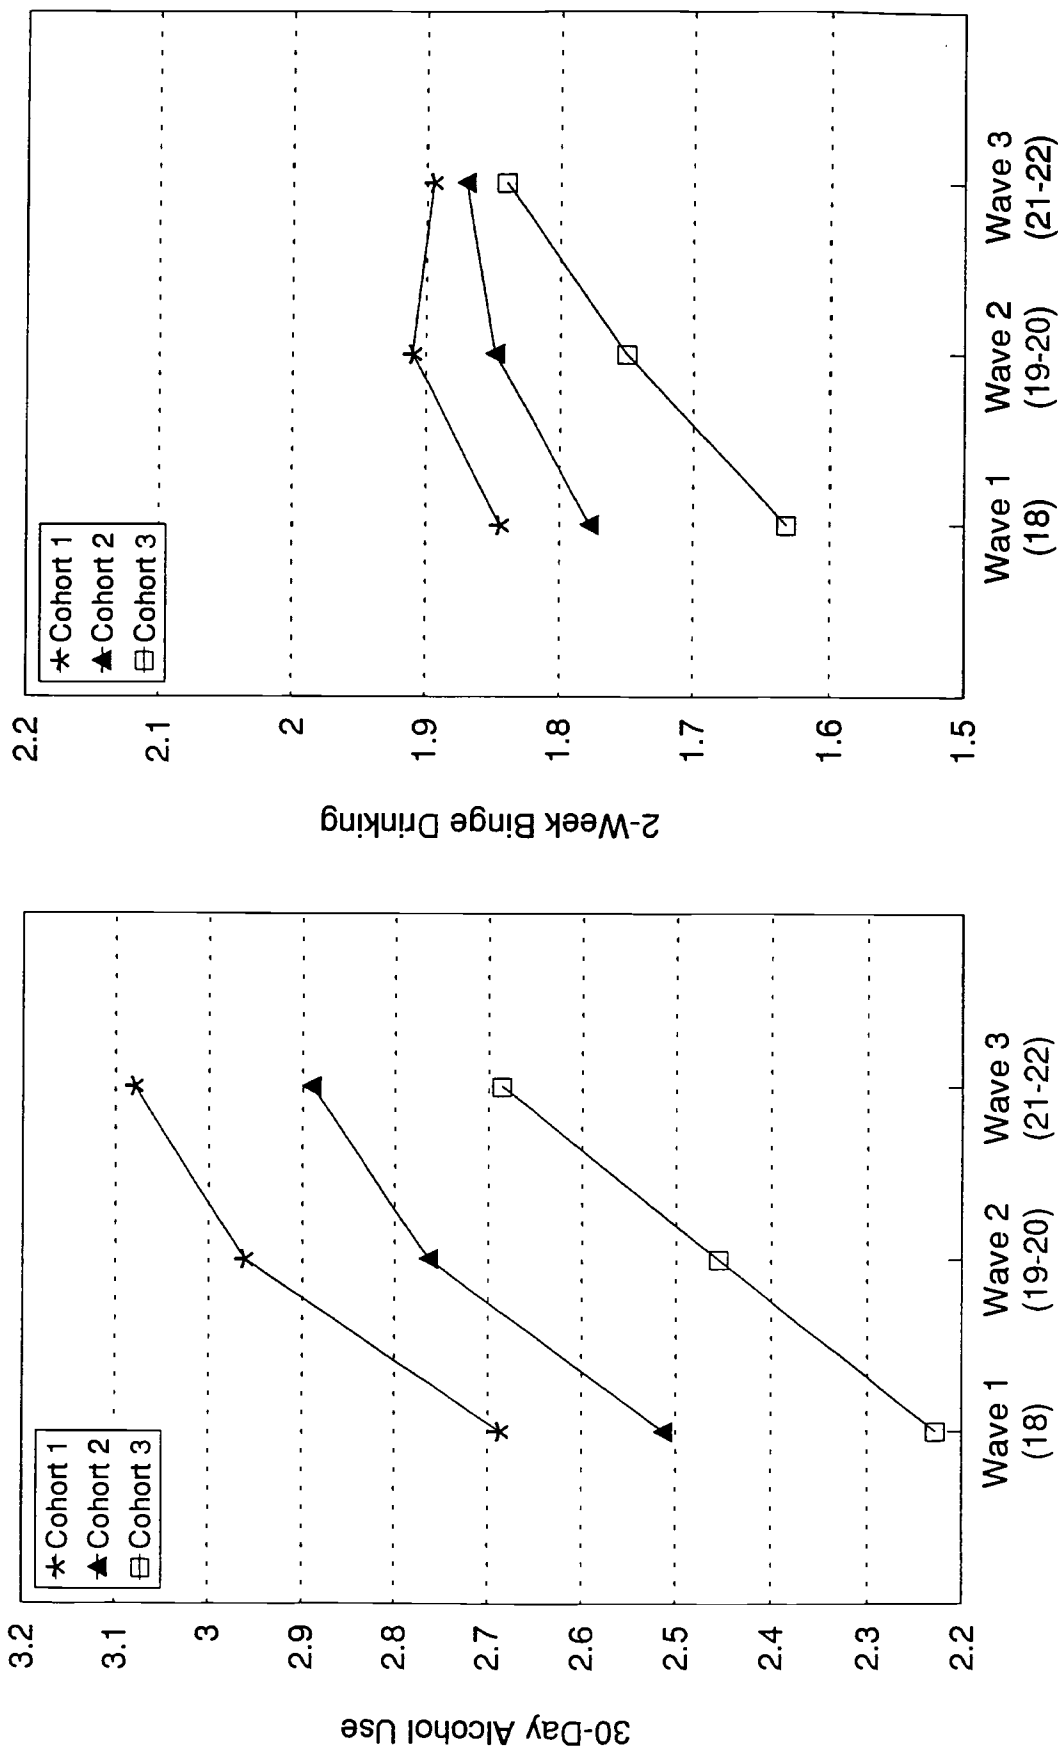 30-Day Alcohol Use
3.2
3.1
3
2.9
2.8
2.7
2.6
2.5
2.4
2.3
2.2
Cohort 1
Cohort 2
Cohort 3
Wave 1
(18)
Wave 2
(19-20)
Wave 3
(21-22)
2-Week Binge Drinking
2.2
2.1
2
1.9
1.8
1.7
1.6
1.5
Cohort 1
Cohort 2
Cohort 3
Wave 1
(18)
Wave 2
(19-20)
Wave 3
(21-22)